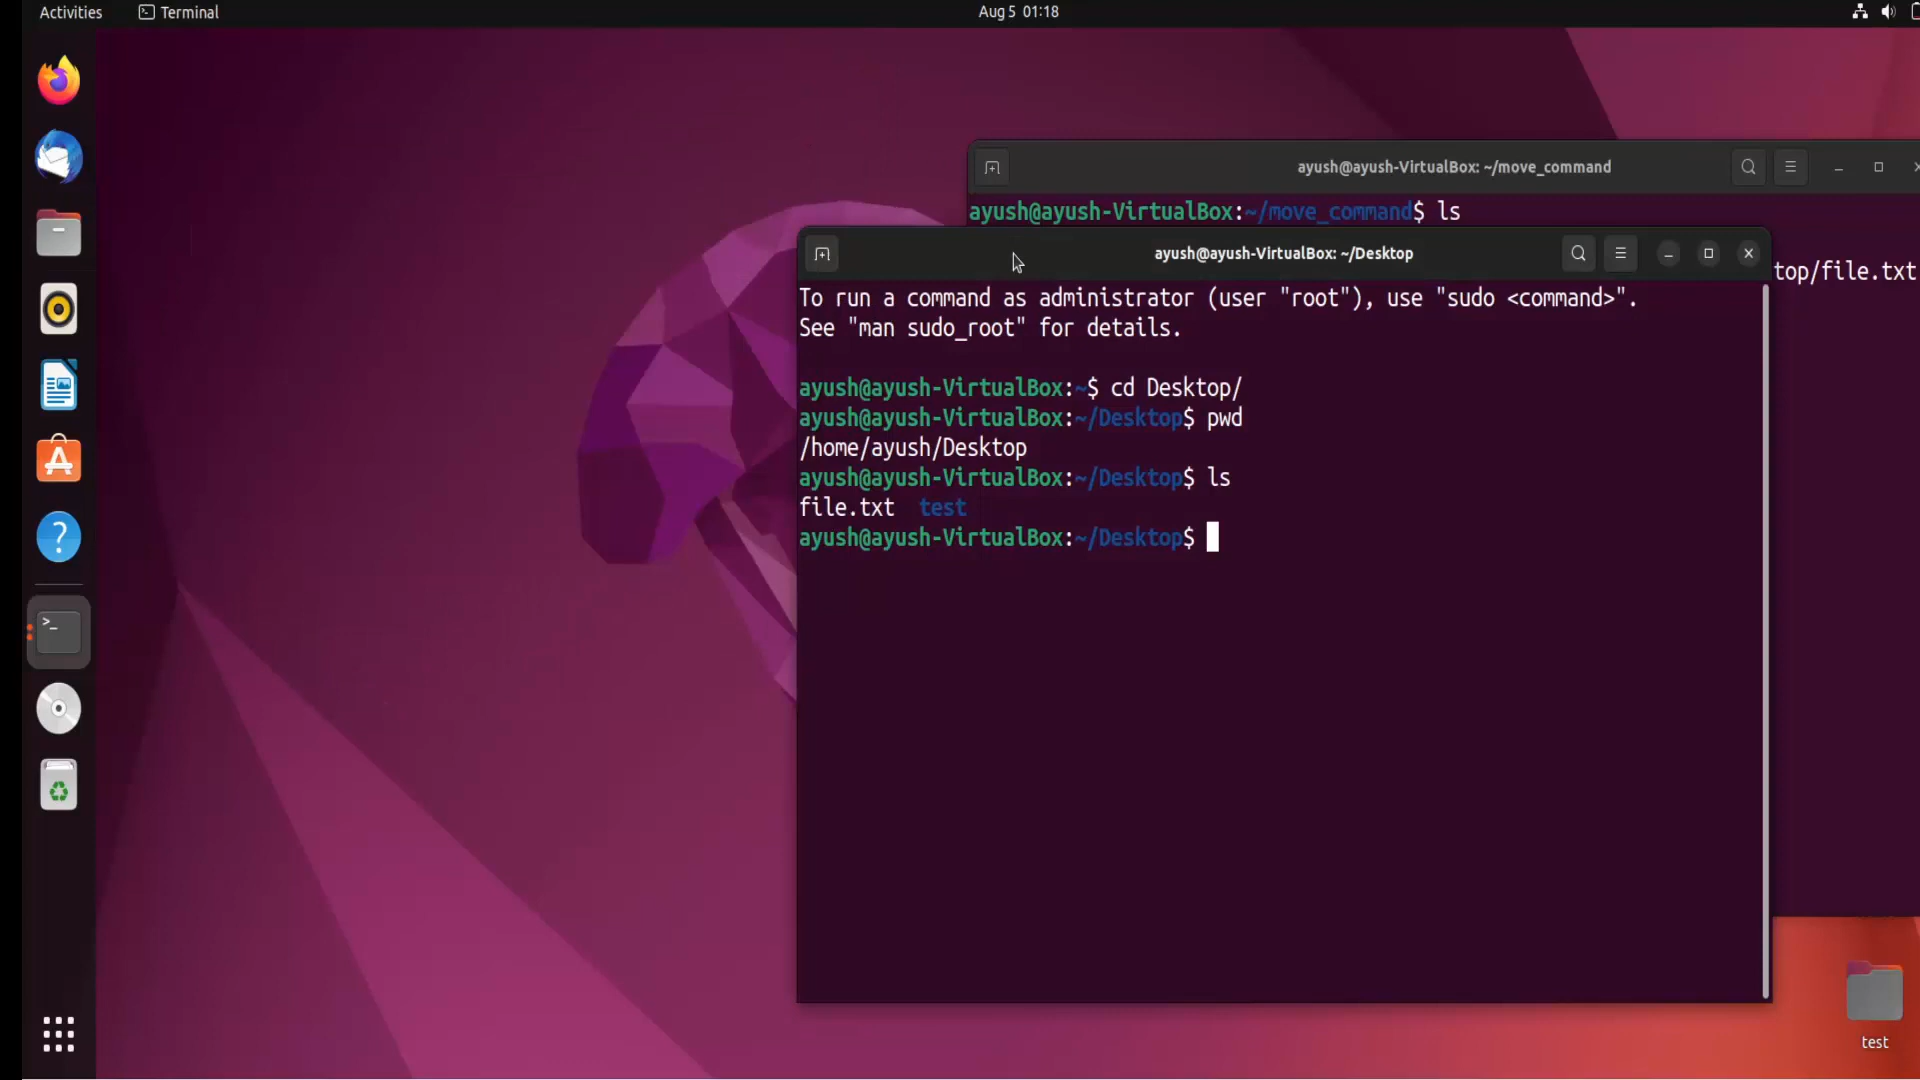 Activities
Terminal
Aug 5 01:18
ayush@ayush-VirtualBox: ~/move_command
ayush@ayush-VirtualBox:~/move_command$ ls
top/file.txt
ayush@ayush-VirtualBox: ~/Desktop
To run a command as administrator (user "root"), use "sudo <command>".
See "man sudo_root" for details.
ayush@ayush-VirtualBox:~$ cd Desktop/
ayush@ayush-VirtualBox:~/Desktop$ pwd
/home/ayush/Desktop
ayush@ayush-VirtualBox:~/Desktop$ ls
file.txt test
ayush@ayush-VirtualBox:~/Desktop$
test